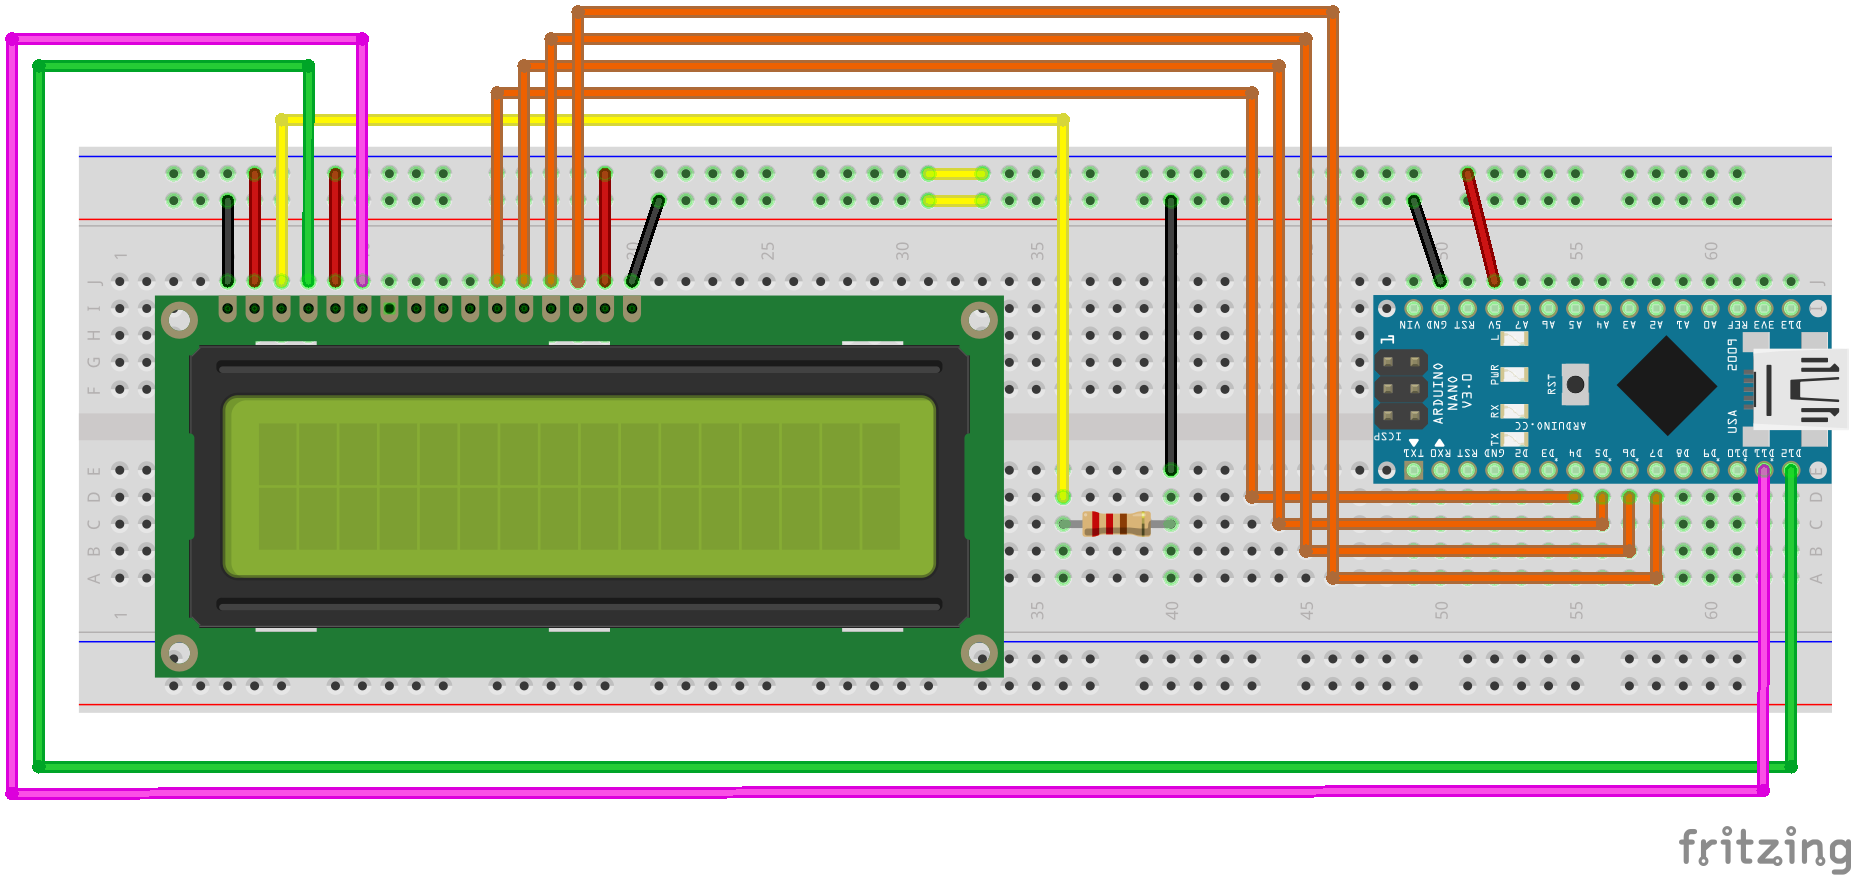 1
25
30
35
50
55
60
J
J
I
H
G
F
E
D
C
B
A
D
C
B
A
VIN
GND
RST
5V
A7
A6
A5
A4
A3
A2
A1
A0
REF
3V3
D13
1
L
PWR
RX
TX
RST
ARDUINO
NANO
V3.0
ARDUINO.CC
ICSP
USA
TX1
RX0
RST
GND
D2
D3
D4
D5
D6
D7
D8
D9
D10
D11
D12
1
35
40
45
50
55
60
fritzing